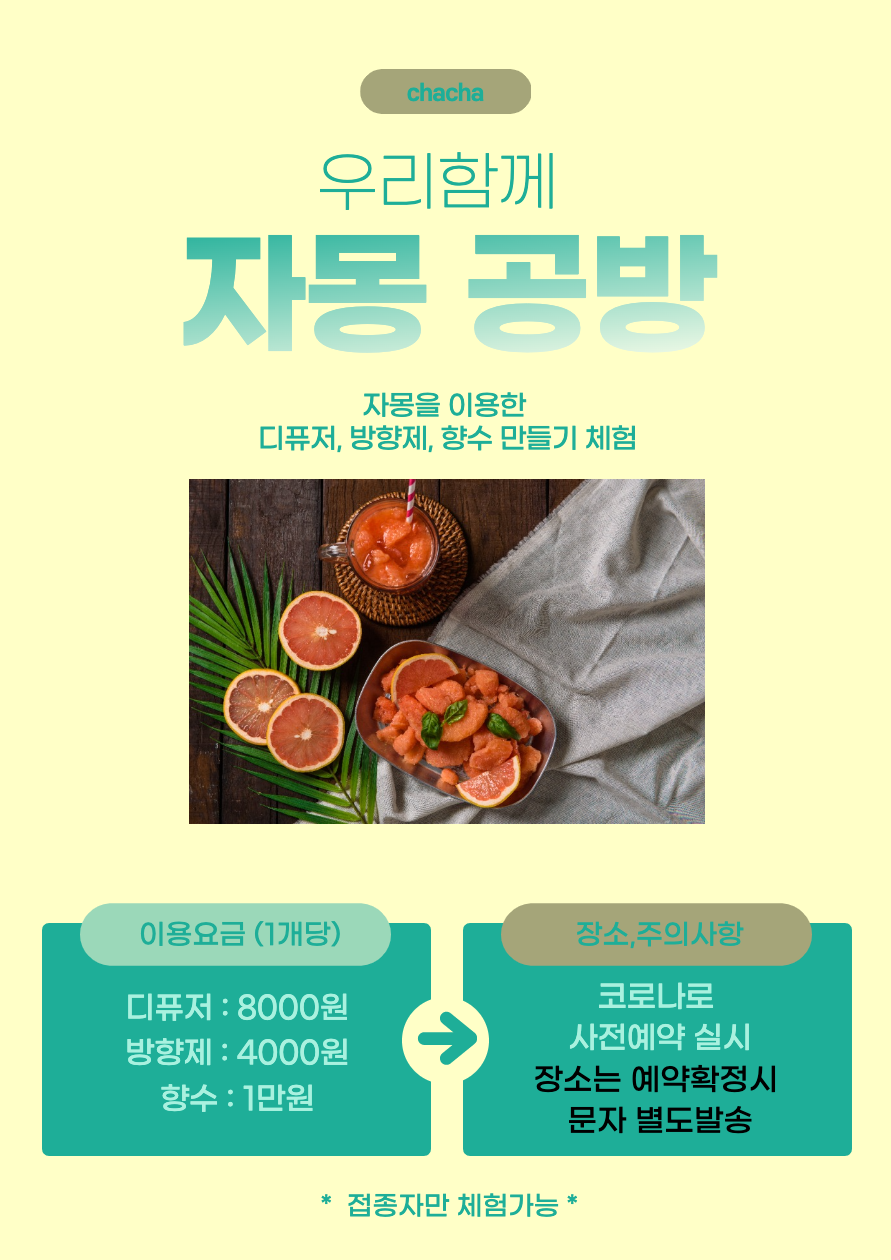 chacha
우리함께
자몽 공방
자몽을 이용한
디퓨저, 방향제, 향수 만들기 체험
이용요금 (1개당)
디퓨저 : 8000원
방향제 : 4000원
향수 : 1만원
장소,주의사항
코로나로
사전예약 실시
장소는 예약확정시
문자 별도발송
* 접종자만 체험가능 *